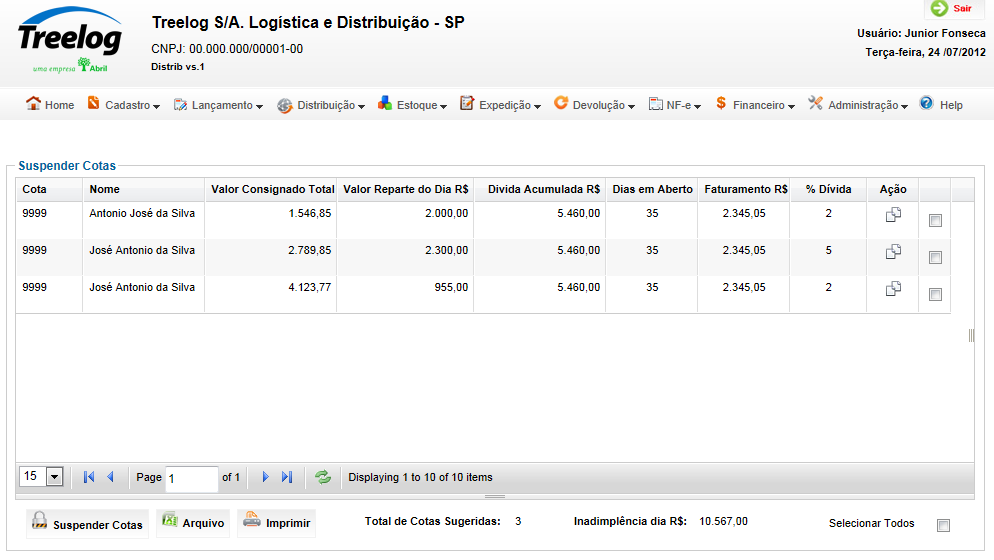 Treelog
uma empresa Abril
Treelog S/A. Logística e Distribuição - SP
CNPJ: 00.000.000/00001-00
Distrib vs.1
Sair
Usuário: Junior Fonseca
Terça-feira, 24 /07/2012
Home Cadastro Lançamento Distribuição Estoque Expedição Devolução NF-e Financeiro Administração Help
Suspender Cotas
Cota Nome Valor Consignado Total Valor Reparte do Dia R$ Divida Acumulada R$ Dias em Aberto Faturamento R$ % Dívida Ação
9999 Antonio José da Silva 1.546,85 2.000,00 5.460,00 35 2.345,05 2
9999 José Antonio da Silva 2.789,85 2.300,00 5.460,00 35 2.345,05 5
9999 José Antonio da Silva 4.123,77 955,00 5.460,00 35 2.345,05 2
15 Page 1 of 1 Displaying 1 to 10 of 10 items
Suspender Cotas Arquivo Imprimir Total de Cotas Sugeridas: 3 Inadimplência dia R$: 10.567,00 Selecionar Todos